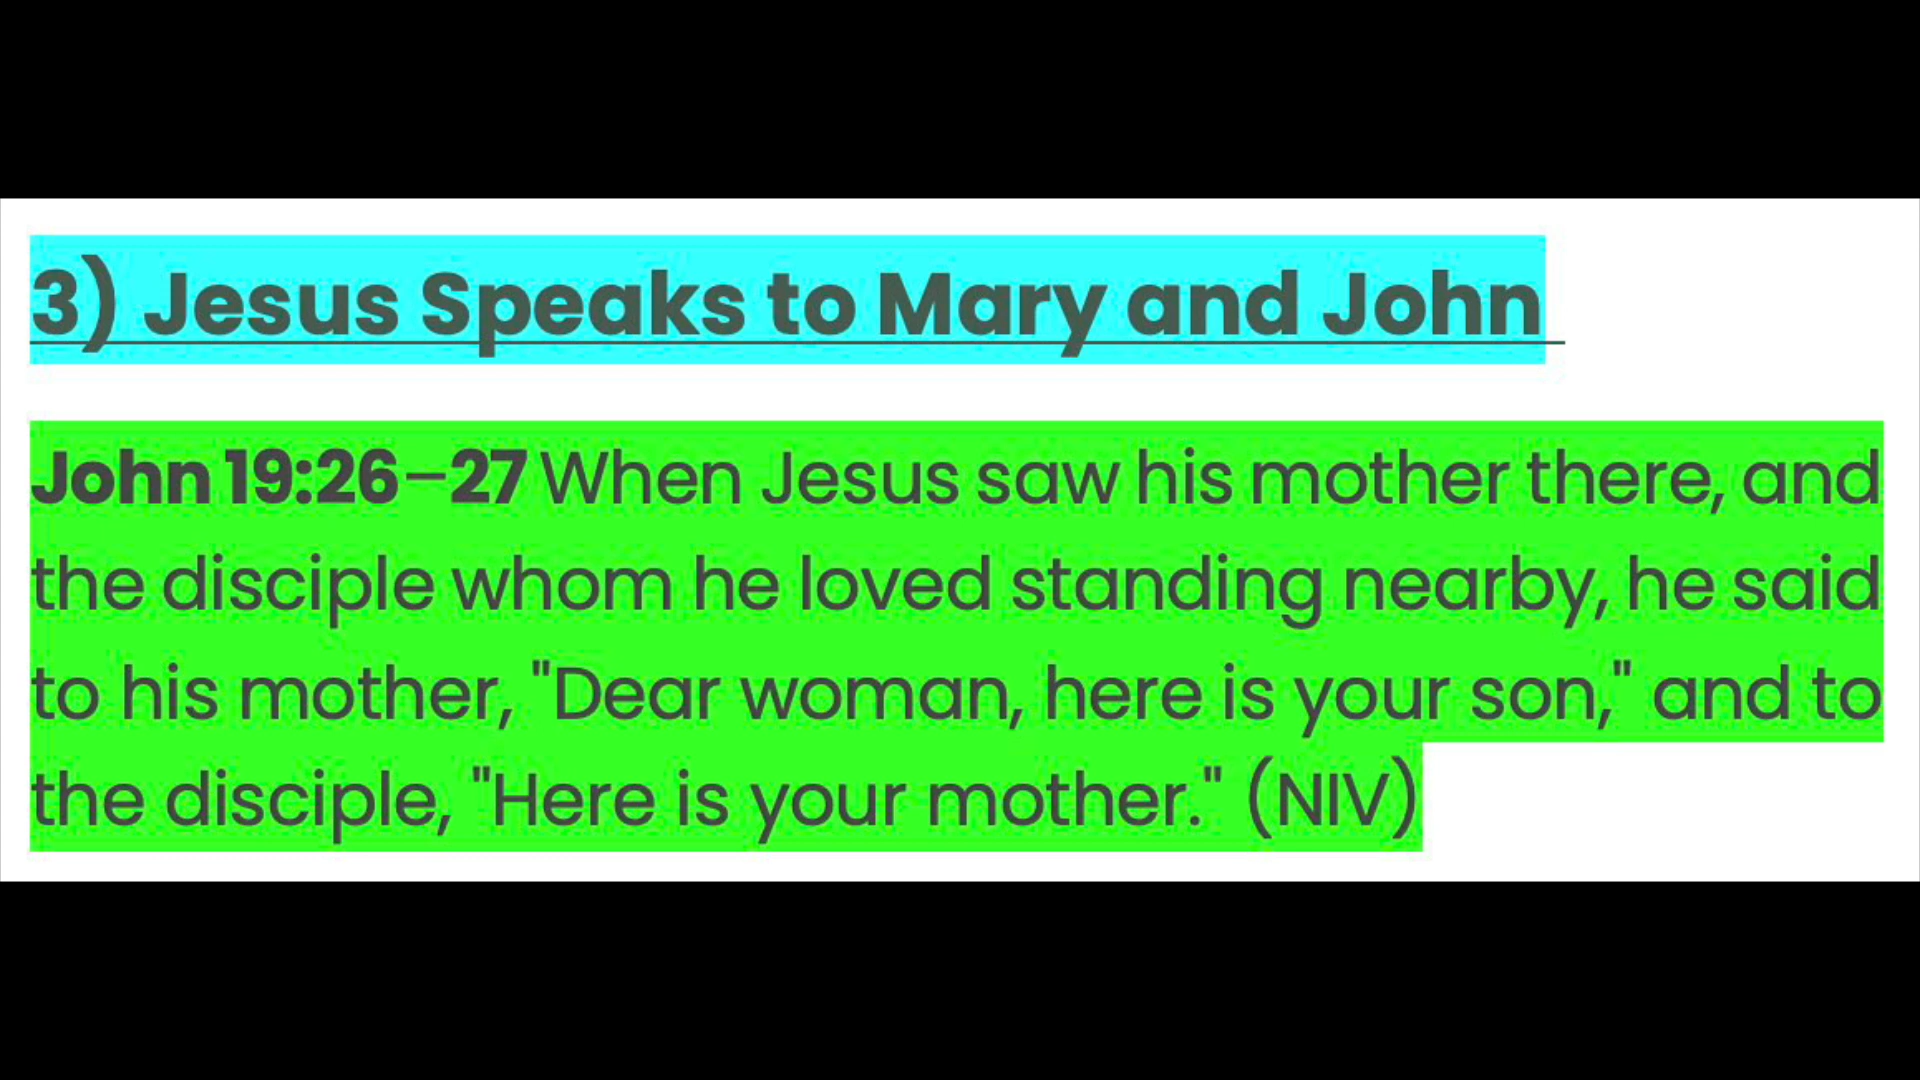 3) Jesus Speaks to Mary and John
John 19:26–27 When Jesus saw his mother there, and
the disciple whom he loved standing nearby, he said
to his mother, "Dear woman, here is your son," and to
the disciple, "Here is your mother." (NIV)